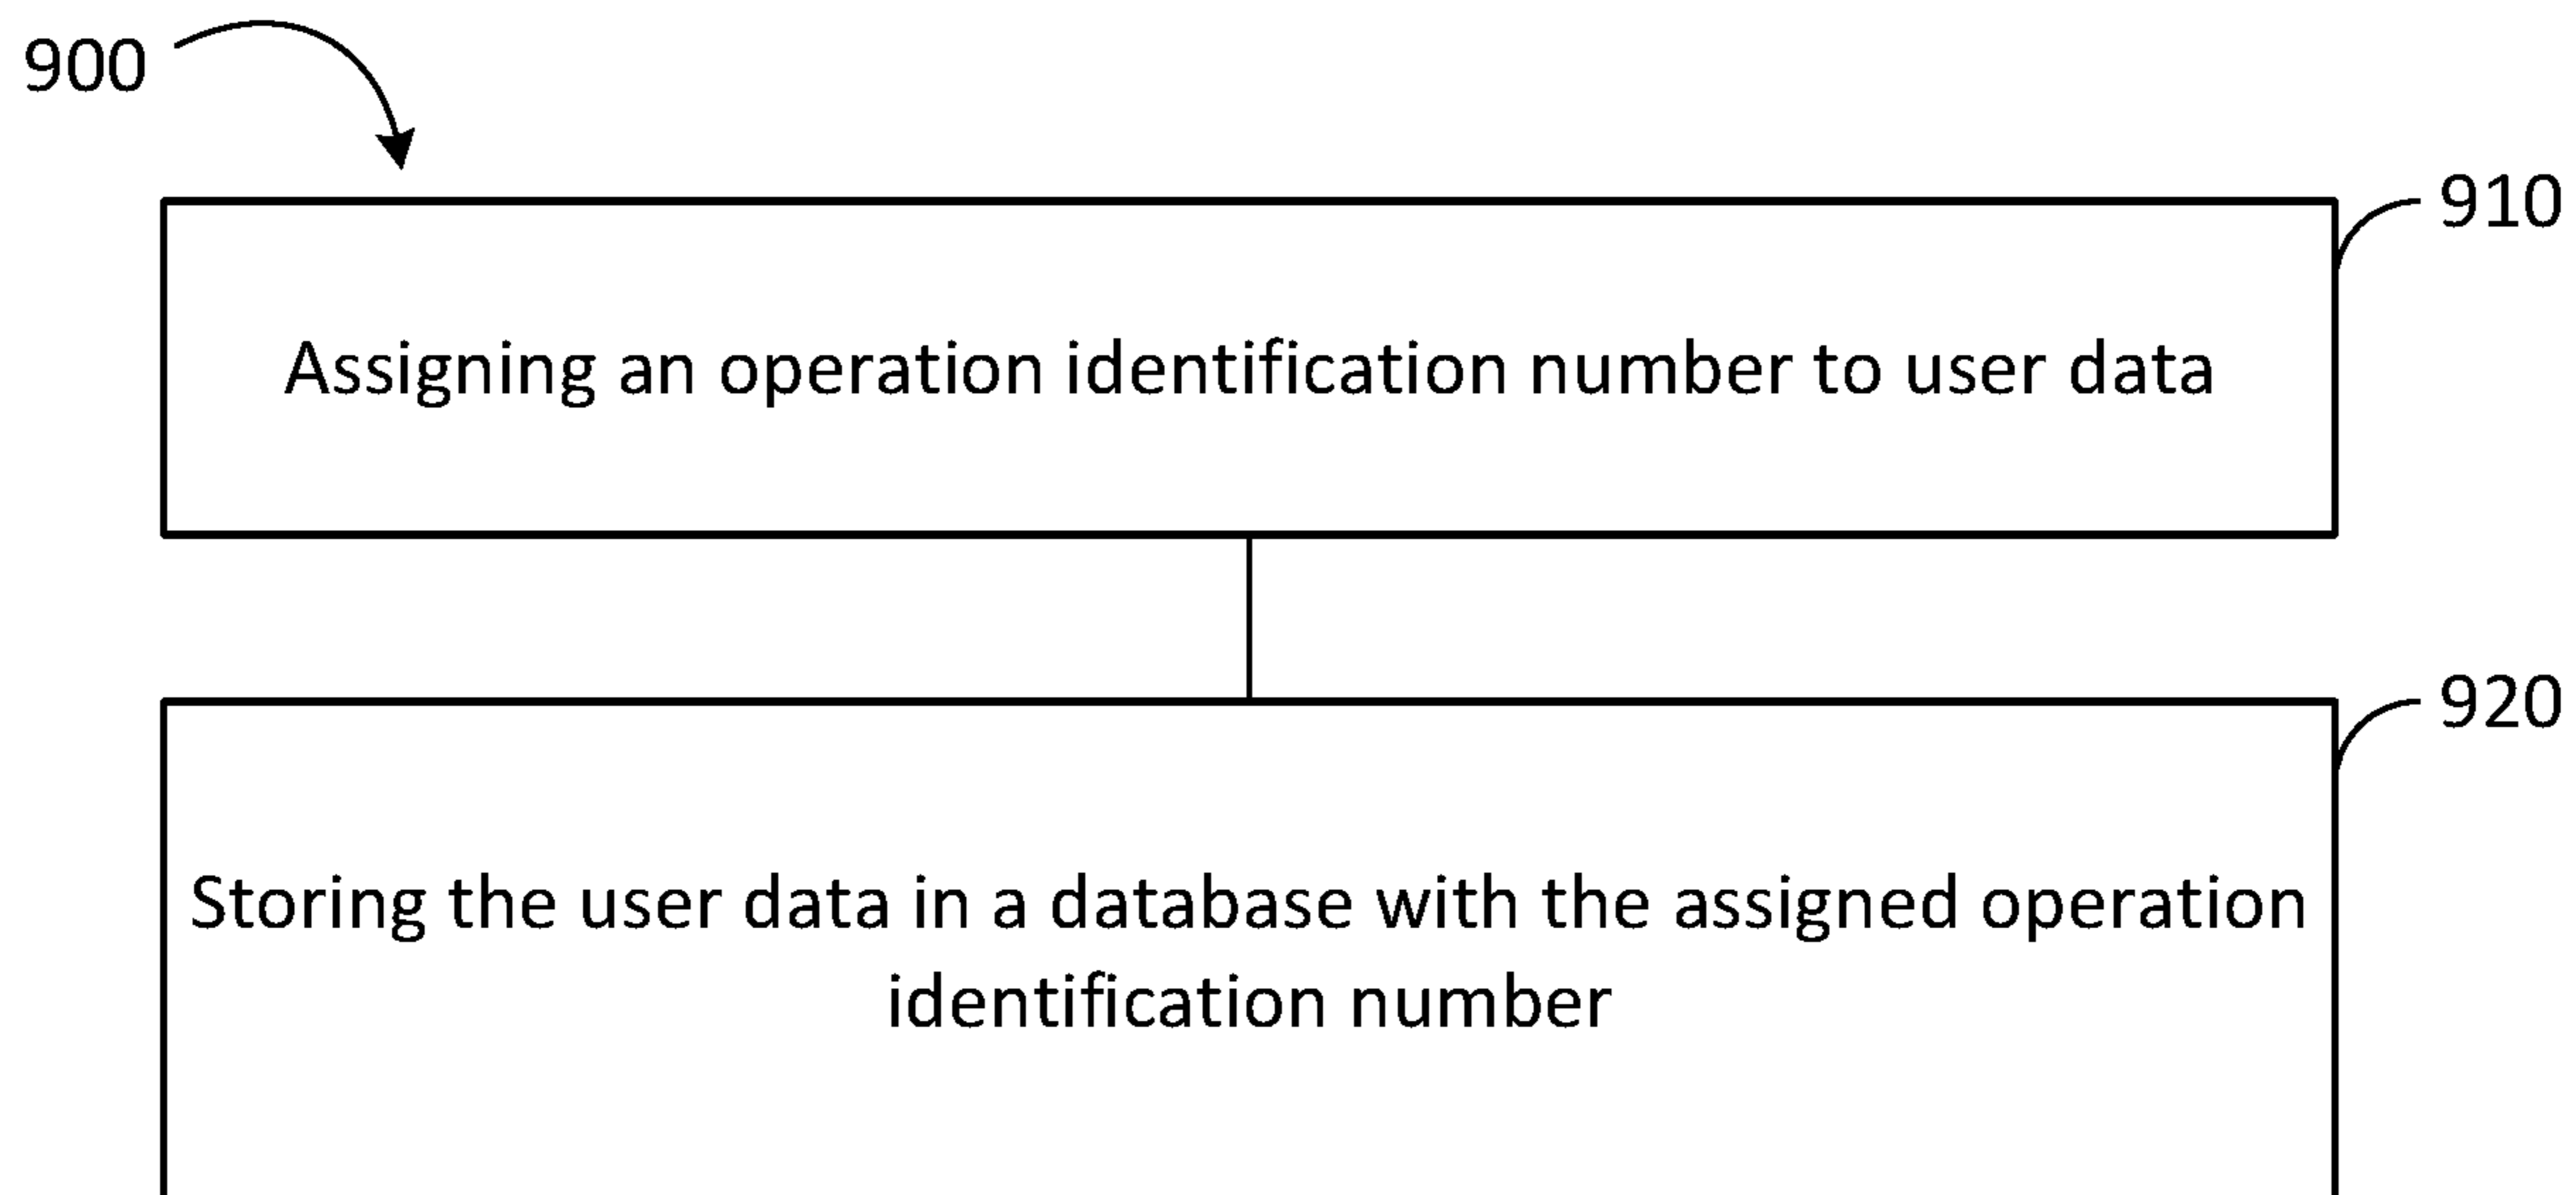 900
910
Assigning an operation identification number to user data
920
Storing the user data in a database with the assigned operation
identification number